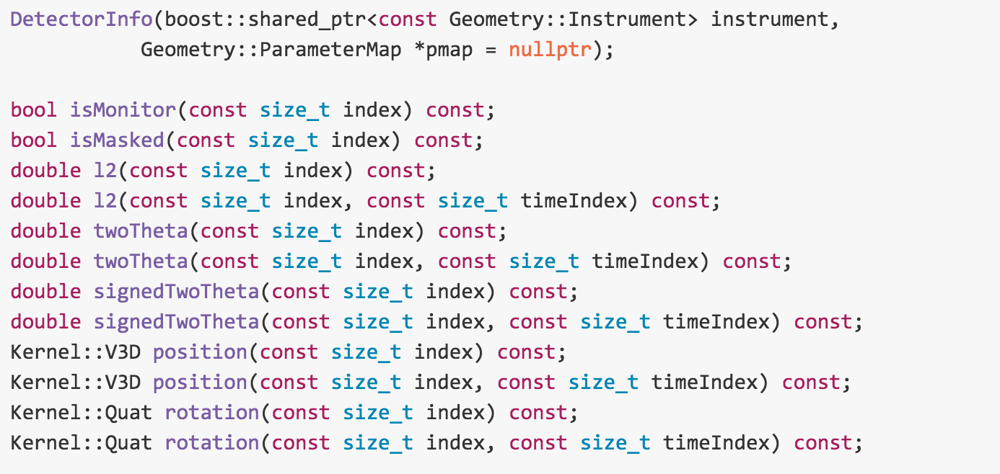 DetectorInfo(boost::shared_ptr<const Geometry::Instrument> instrument,
Geometry::ParameterMap *pmap = nullptr);
bool isMonitor(const size_t index) const;
bool isMasked(const size_t index) const;
double l2(const size_t index) const;
double l2(const size_t index, const size_t timeIndex) const;
double twoTheta(const size_t index) const;
double twoTheta(const size_t index, const size_t timeIndex) const;
double signedTwoTheta(const size_t index) const;
double signedTwoTheta(const size_t index, const size_t timeIndex) const;
Kernel::V3D position(const size_t index) const;
Kernel::V3D position(const size_t index, const size_t timeIndex) const;
Kernel::Quat rotation(const size_t index) const;
Kernel::Quat rotation(const size_t index, const size_t timeIndex) const;